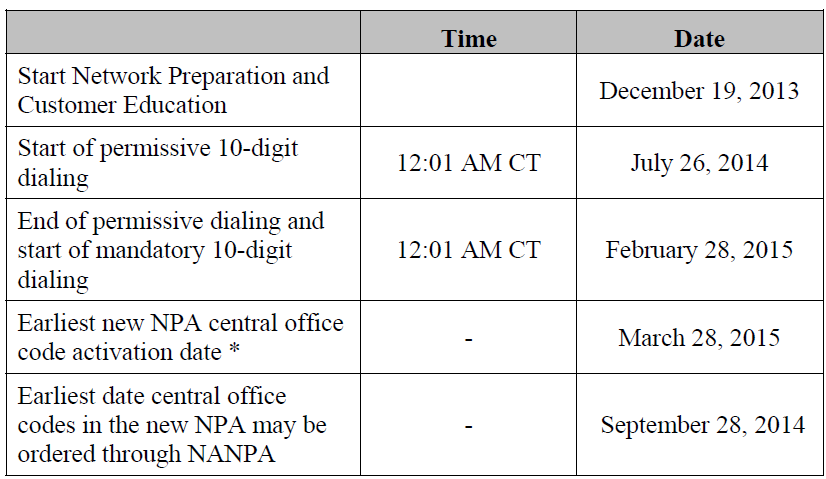 Time
Date
Start Network Preparation and
Customer Education
December 19, 2013
Start of permissive 10-digit
dialing
12:01 AM CT
July 26, 2014
End of permissive dialing and
start of mandatory 10-digit
dialing
12:01 AM CT
February 28, 2015
Earliest new NPA central office
code activation date *
-
March 28, 2015
Earliest date central office
codes in the new NPA may be
ordered through NANPA
-
September 28, 2014